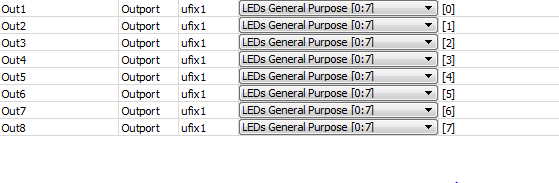 Out1 Outport ufix1 LEDs General Purpose [0:7] [0]
Out2 Outport ufix1 LEDs General Purpose [0:7] [1]
Out3 Outport ufix1 LEDs General Purpose [0:7] [2]
Out4 Outport ufix1 LEDs General Purpose [0:7] [3]
Out5 Outport ufix1 LEDs General Purpose [0:7] [4]
Out6 Outport ufix1 LEDs General Purpose [0:7] [5]
Out7 Outport ufix1 LEDs General Purpose [0:7] [6]
Out8 Outport ufix1 LEDs General Purpose [0:7] [7]